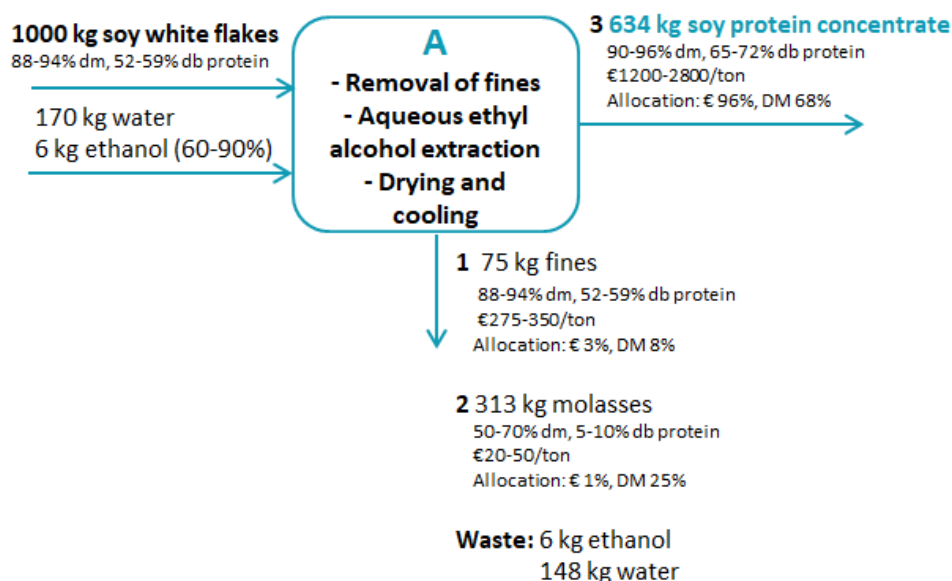 1000 kg soy white flakes
88-94% dm, 52-59% db protein
170 kg water
6 kg ethanol (60-90%)
A
- Removal of fines
- Aqueous ethyl
alcohol extraction
- Drying and
cooling
3 634 kg soy protein concentrate
90-96% dm, 65-72% db protein
€1200-2800/ton
Allocation: € 96%, DM 68%
1 75 kg fines
88-94% dm, 52-59% db protein
€275-350/ton
Allocation: € 3%, DM 8%
2 313 kg molasses
50-70% dm, 5-10% db protein
€20-50/ton
Allocation: € 1%, DM 25%
Waste: 6 kg ethanol
148 kg water